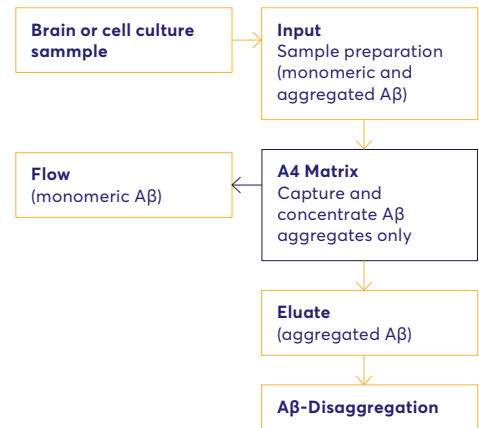 Brain or cell culture
sammple
Input
Sample preparation
(monomeric and
aggregated Aβ)
Flow
(monomeric Aβ)
A4 Matrix
Capture and
concentrate Aβ
aggregates only
Eluate
(aggregated Aβ)
Aβ-Disaggregation